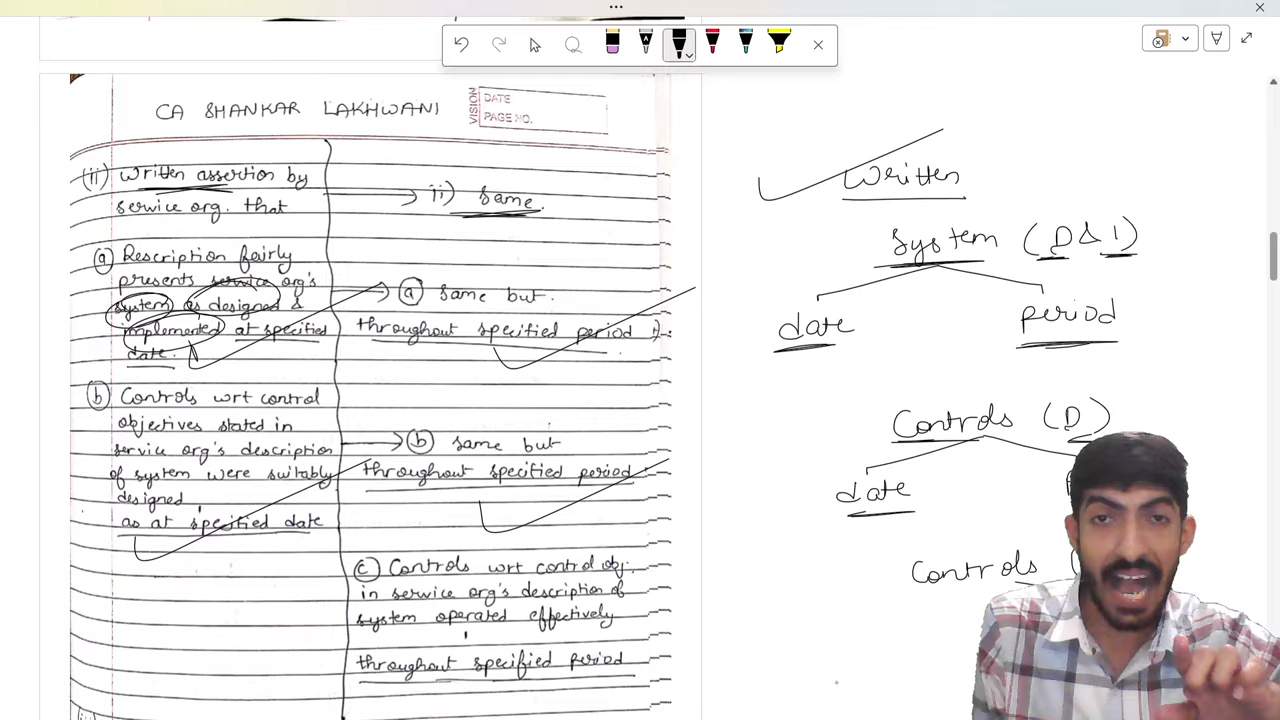 CA SHANKAR LAKHWANI
VISION
DATE
PAGE NO.
(ii) Written assertion by
service org. that
ii) Same.
(a) Rescription fairly
presents service org's
system as designed &
implemented at specified
date.
(a) same but
throughout specified period
(b) Controls wrt control
objectives stated in
service org's description
of system were suitably
designed
as at specified date
(b) same but
throughout specified period
(c) Controls wrt control obj.
in service org's description of
system operated effectively
throughout specified period
Written
System (D & I)
date
period
Controls (D)
date
Controls (